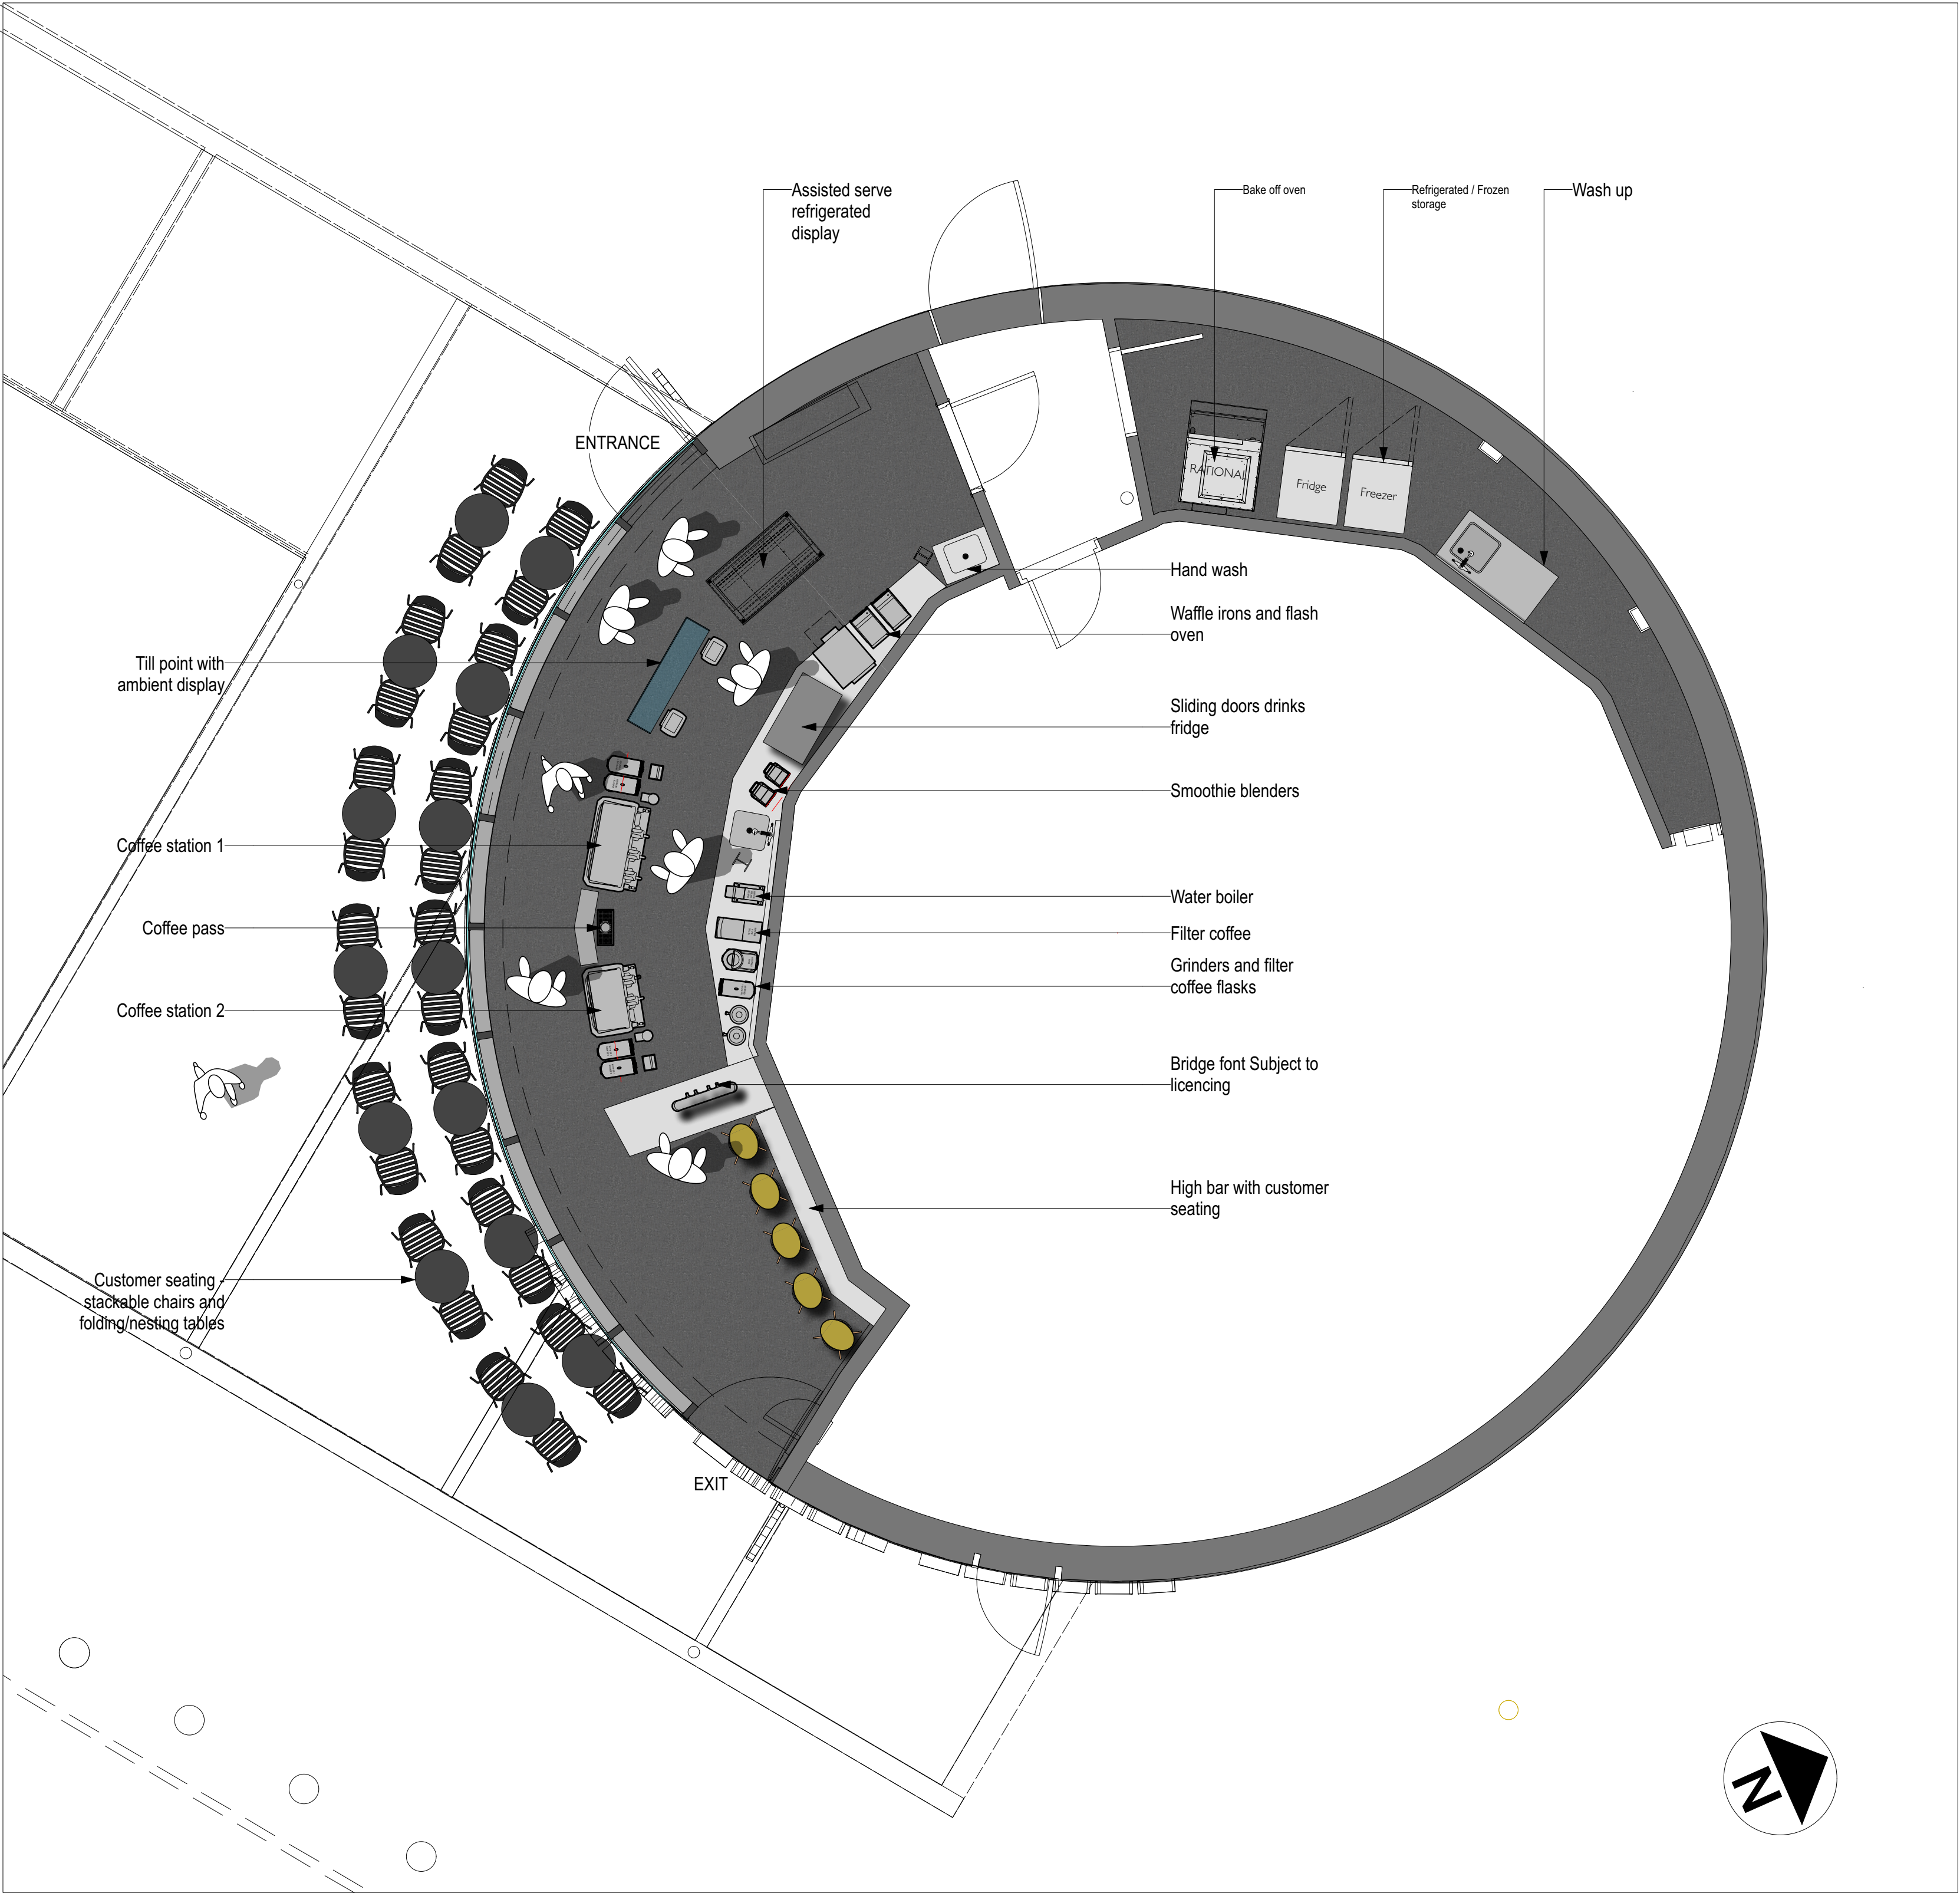 Assisted serve
refrigerated
display
Bake off oven
Refrigerated / Frozen
storage
Wash up
ENTRANCE
RATIONAL
Fridge
Freezer
Hand wash
Waffle irons and flash
oven
Till point with
ambient display
Sliding doors drinks
fridge
Smoothie blenders
Coffee station 1
Water boiler
Coffee pass
Filter coffee
Grinders and filter
coffee flasks
Coffee station 2
Bridge font Subject to
licencing
High bar with customer
seating
Customer seating -
stackable chairs and
folding/nesting tables
EXIT
N